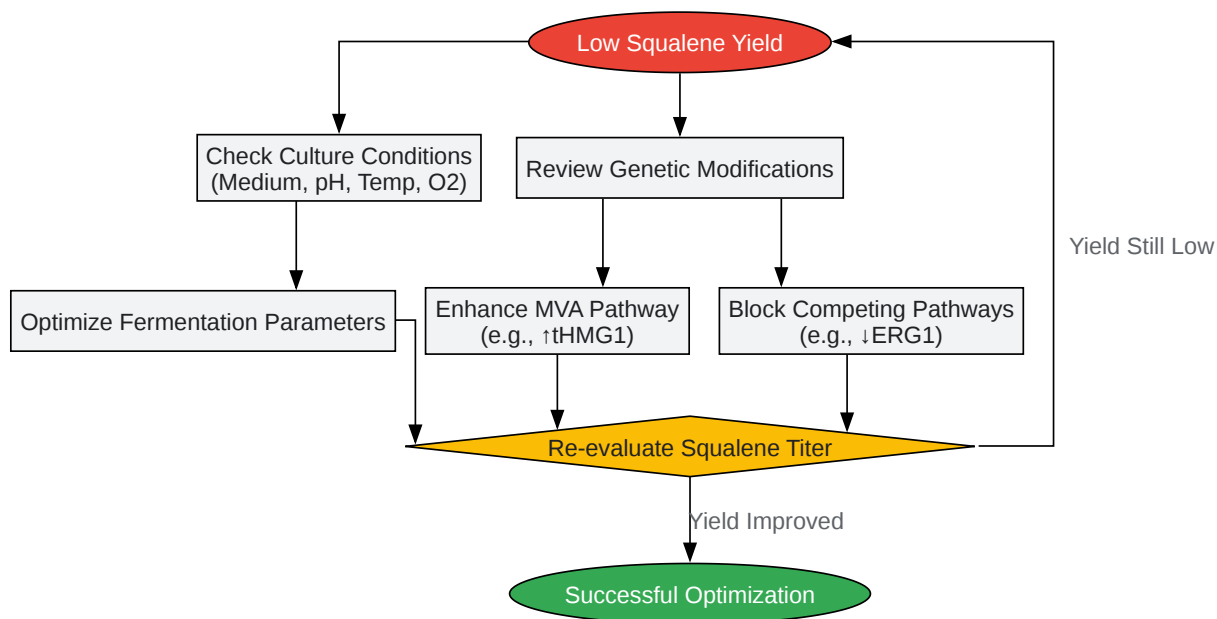 Low Squalene Yield
Check Culture Conditions
(Medium, pH, Temp, O2)
Review Genetic Modifications
Yield Still Low
Optimize Fermentation Parameters
Enhance MVA Pathway
(e.g., ↑tHMG1)
Block Competing Pathways
(e.g., ↓ERG1)
Re-evaluate Squalene Titer
Yield Improved
Successful Optimization